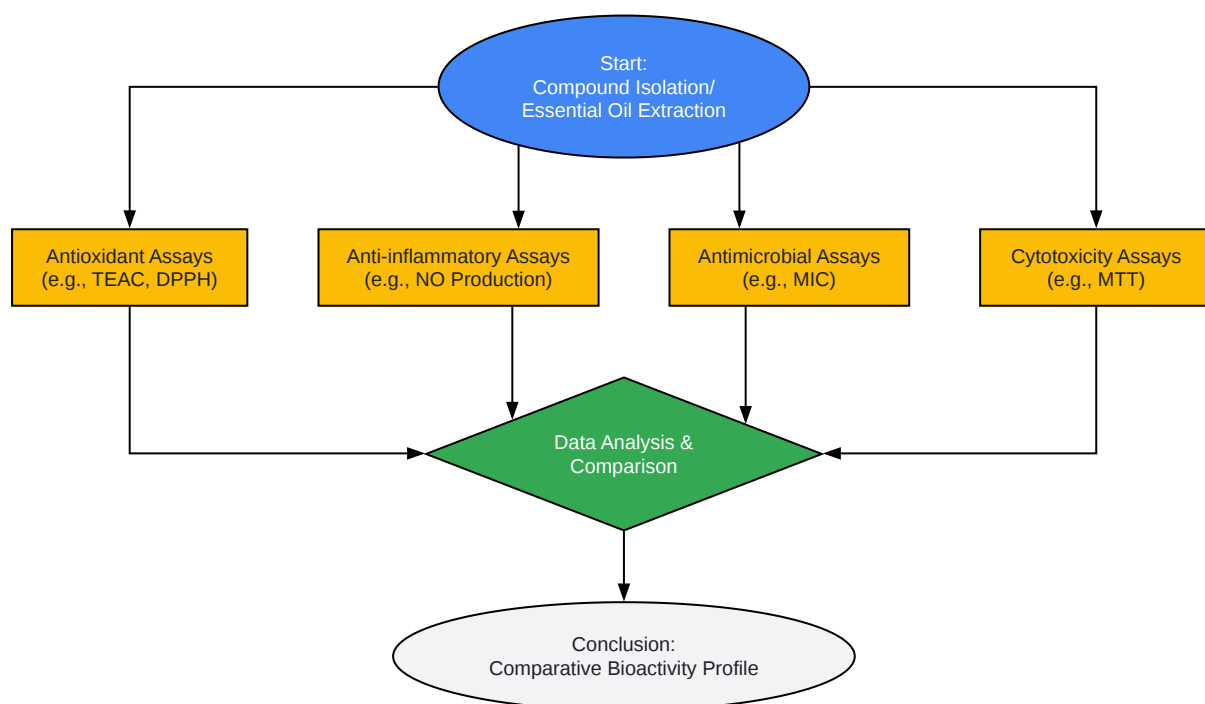 Start:
Compound Isolation/
Essential Oil Extraction
Antioxidant Assays
(e.g., TEAC, DPPH)
Anti-inflammatory Assays
(e.g., NO Production)
Antimicrobial Assays
(e.g., MIC)
Cytotoxicity Assays
(e.g., MTT)
Data Analysis &
Comparison
Conclusion:
Comparative Bioactivity Profile